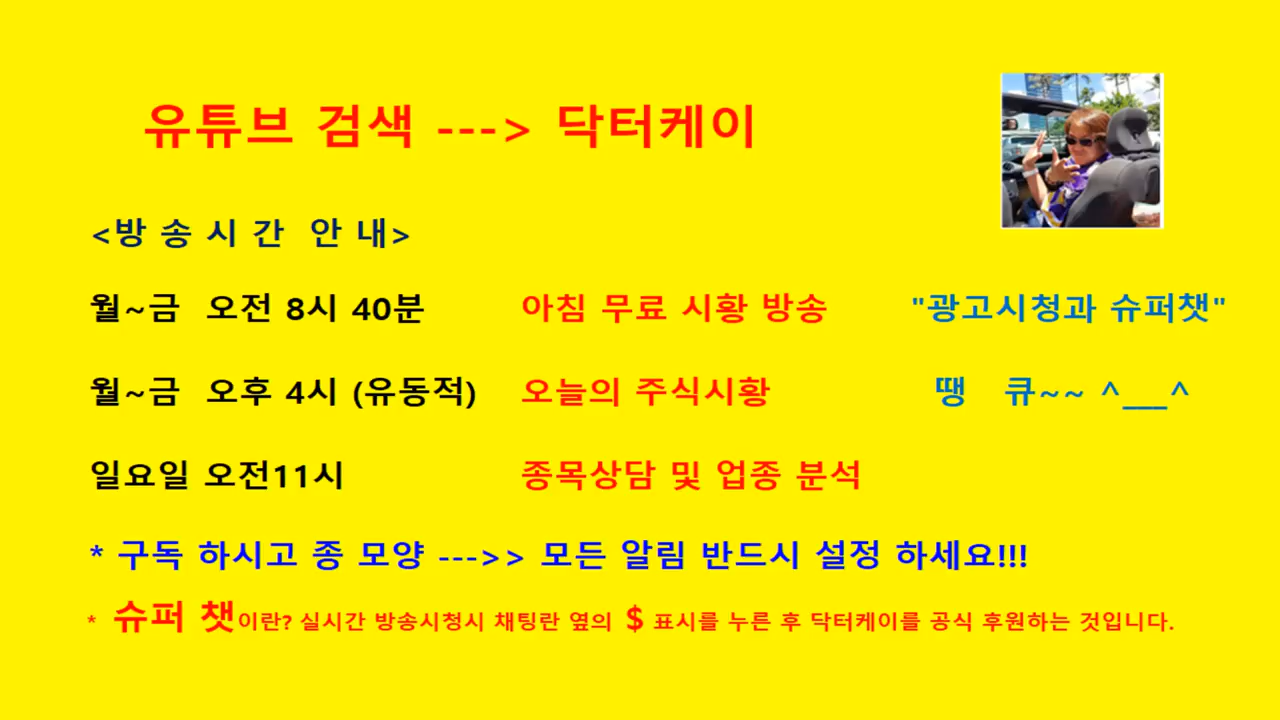 유튜브 검색 ---> 닥터케이
<방 송 시 간 안 내>
월~금 오전 8시 40분 아침 무료 시황 방송 "광고시청과 슈퍼챗"
월~금 오후 4시 (유동적) 오늘의 주식시황 땡 큐~~ ^___^
일요일 오전11시 종목상담 및 업종 분석
* 구독 하시고 종 모양 --->> 모든 알림 반드시 설정 하세요!!!
* 슈퍼 챗이란? 실시간 방송시청시 채팅란 옆의 $ 표시를 누른 후 닥터케이를 공식 후원하는 것입니다.